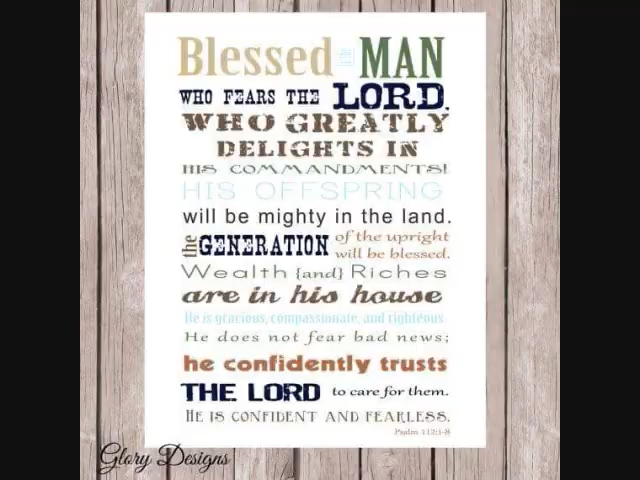 Blessed is the MAN
WHO FEARS THE LORD,
WHO GREATLY
DELIGHTS IN
HIS COMMANDMENTS!
HIS OFFSPRING
will be mighty in the land.
the GENERATION of the upright
will be blessed.
Wealth {and} Riches
are in his house
He is gracious, compassionate, and righteous.
He does not fear bad news;
he confidently trusts
THE LORD to care for them.
HE IS CONFIDENT AND FEARLESS.
Psalm 112:1-8
Glory Designs